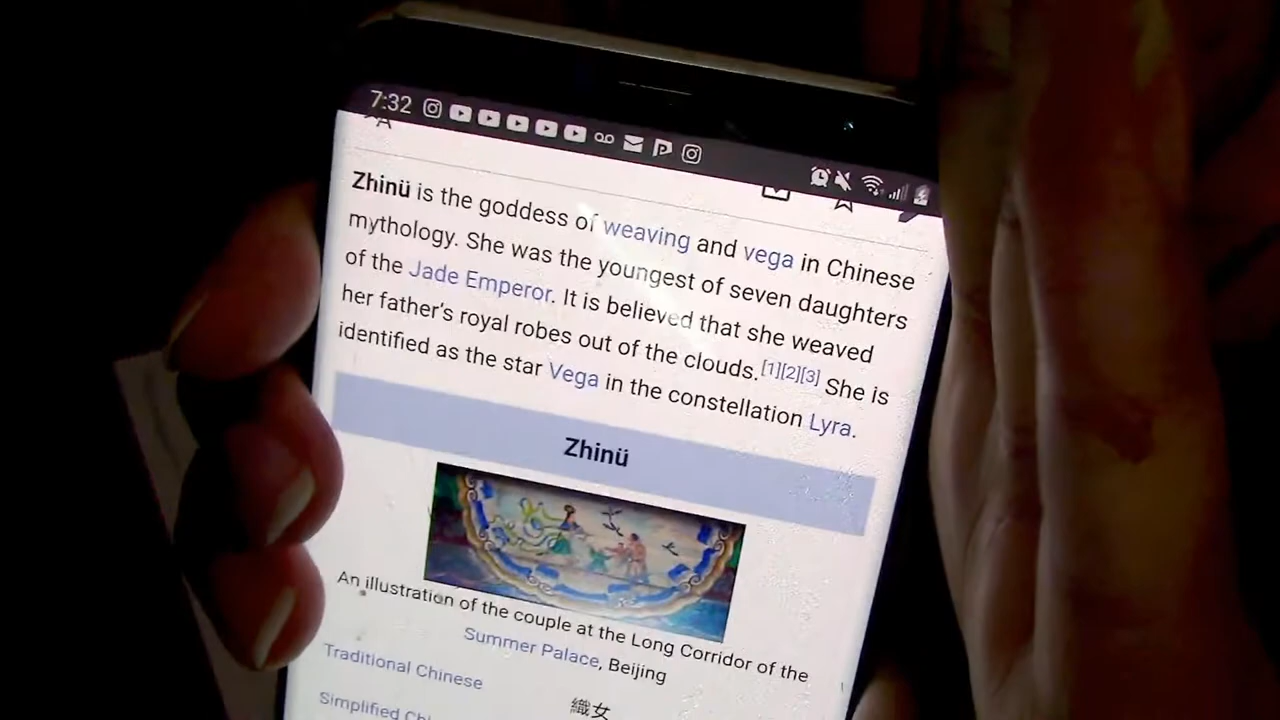 7:32
Zhinü is the goddess of weaving and vega in Chinese
mythology. She was the youngest of seven daughters
of the Jade Emperor. It is believed that she weaved
her father's royal robes out of the clouds.[1][2][3] She is
identified as the star Vega in the constellation Lyra.
Zhinü
An illustration of the couple at the Long Corridor of the
Summer Palace, Beijing
Traditional Chinese
織女
Simplified